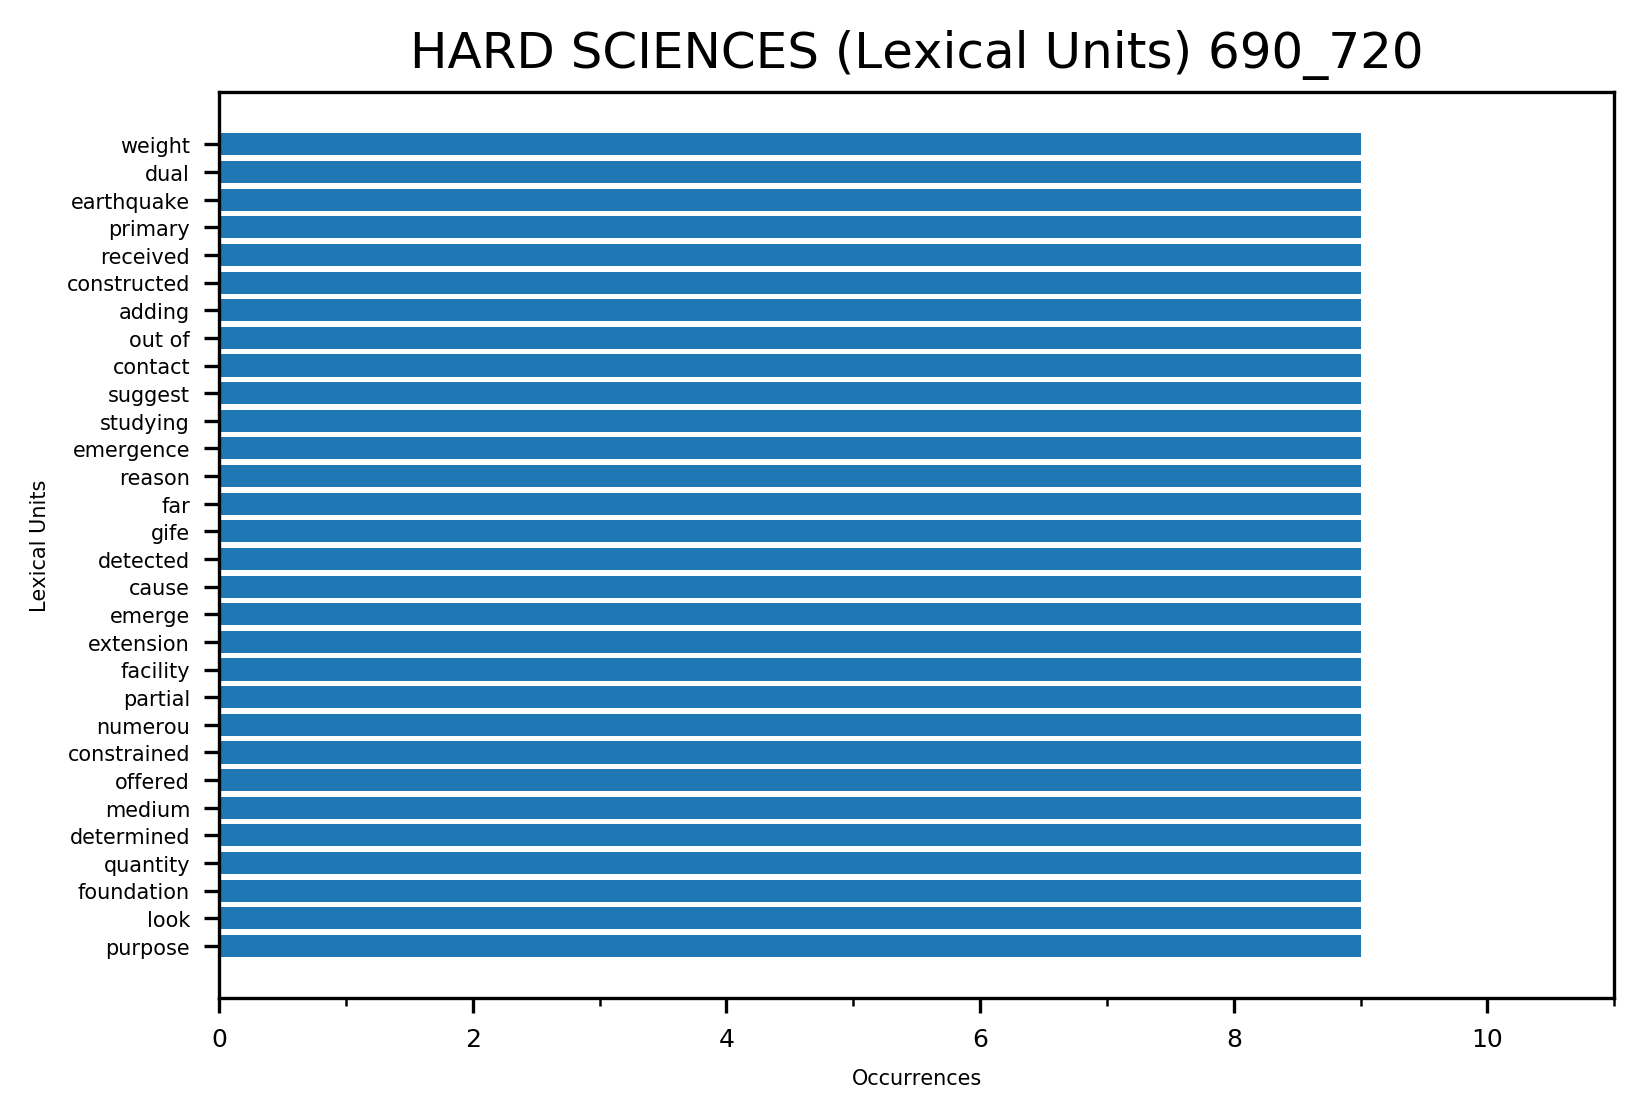 HARD SCIENCES (Lexical Units) 690_720
weight
dual
earthquake
primary
received
constructed
adding
out of
contact
suggest
studying
emergence
reason
far
gife
detected
cause
emerge
extension
facility
partial
numerou
constrained
offered
medium
determined
quantity
foundation
look
purpose
Lexical Units
0 2 4 6 8 10
Occurrences